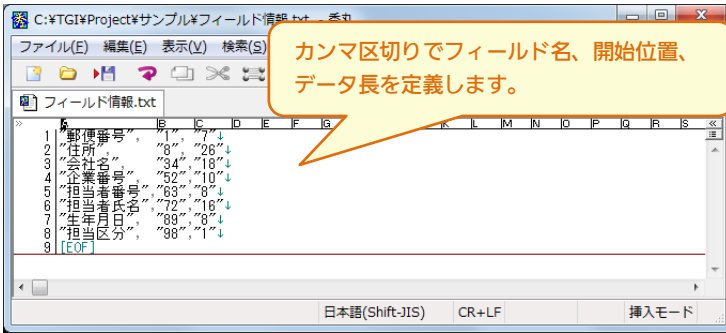 C:¥TGI¥Project¥サンプル¥フィールド情報.txt - 秀丸
ファイル(F) 編集(E) 表示(V) 検索(S)
カンマ区切りでフィールド名、開始位置、
データ長を定義します。
フィールド情報.txt
A B C D E F G K L M N O P Q R S
1 "郵便番号", "1", "7"↓
2 "住所", "8", "26"↓
3 "会社名", "34","18"↓
4 "企業番号", "52","10"↓
5 "担当者番号","63","8"↓
6 "担当者氏名","72","16"↓
7 "生年月日", "89","8"↓
8 "担当区分", "98","1"↓
9 [EOF]
日本語(Shift-JIS) CR+LF 挿入モード